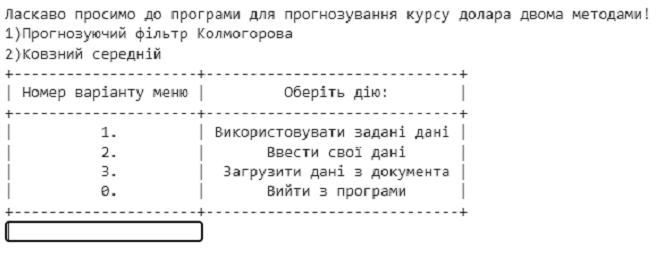 Ласкаво просимо до програми для прогнозування курсу долара двома методами!
1)Прогнозуючий фільтр Колмогорова
2)Ковзний середній
+--------------------+---------------------------+
| Номер варіанту меню |        Оберіть дію:        |
+--------------------+---------------------------+
|         1.         | Використовувати задані дані |
|         2.         |      Ввести свої дані      |
|         3.         |  Загрузити дані з документа |
|         0.         |      Вийти з програми      |
+--------------------+---------------------------+